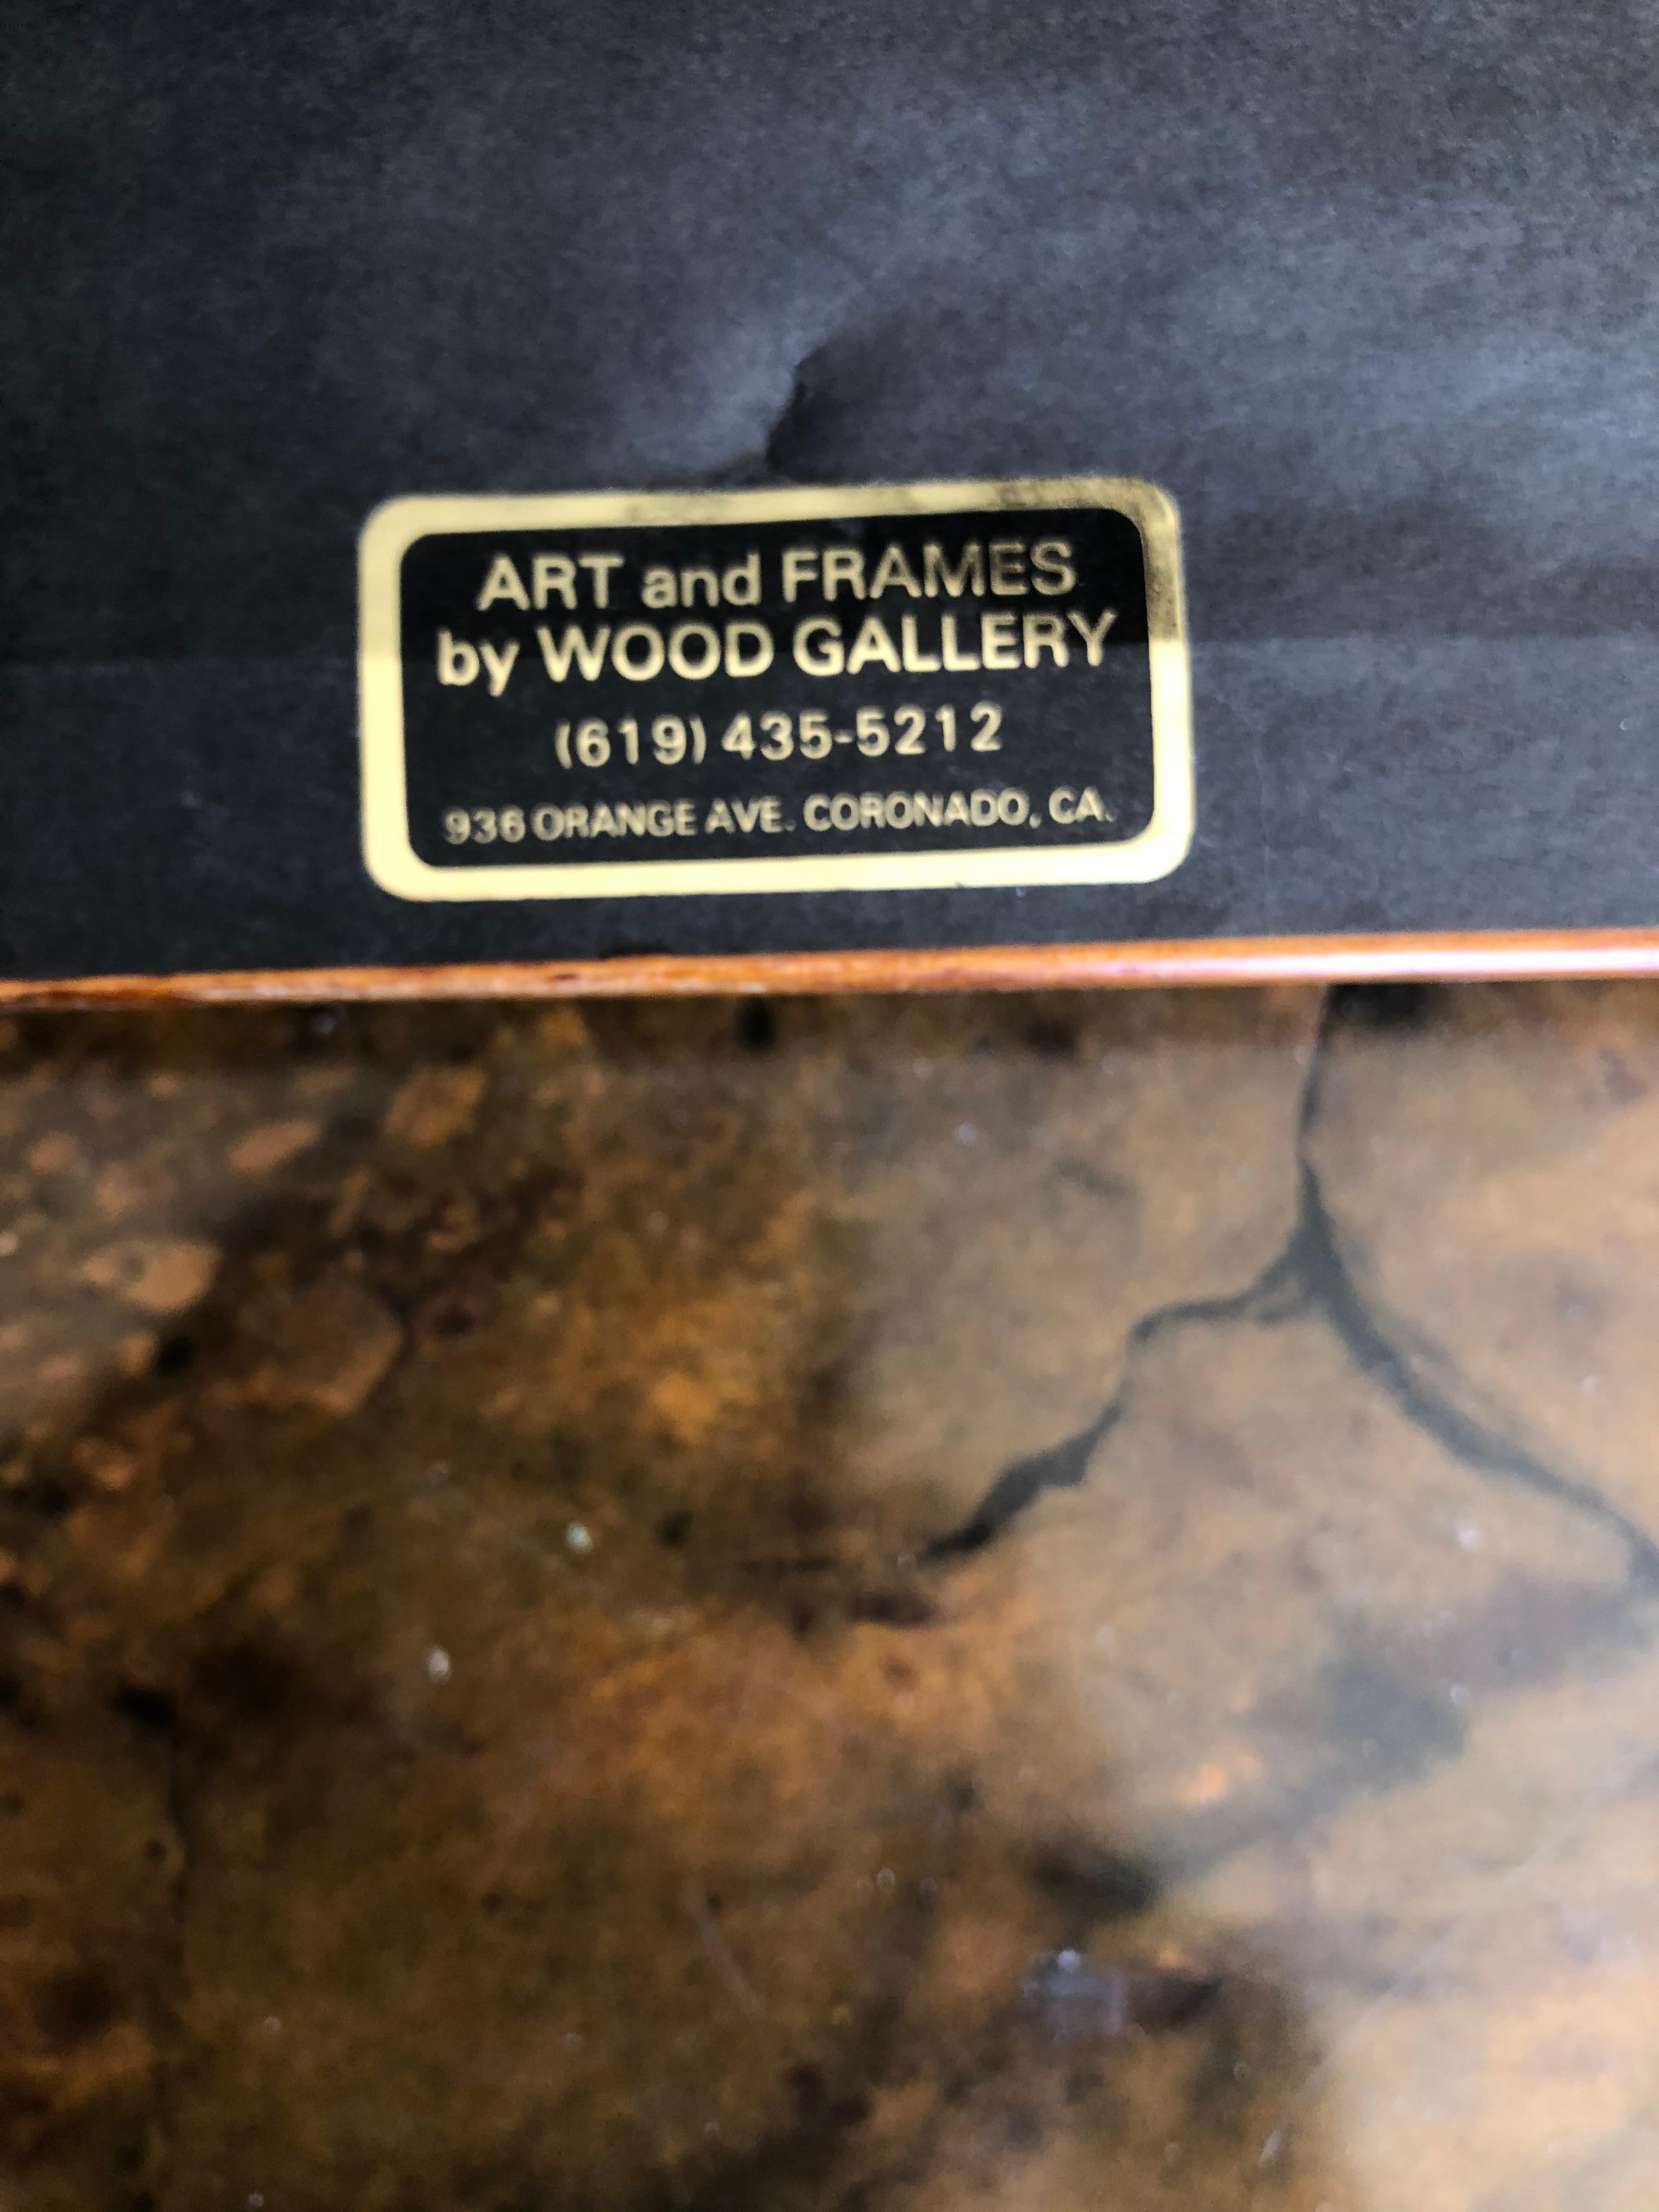 ART and FRAMES
by WOOD GALLERY
(619) 435-5212
936 ORANGE AVE. CORONADO, CA.